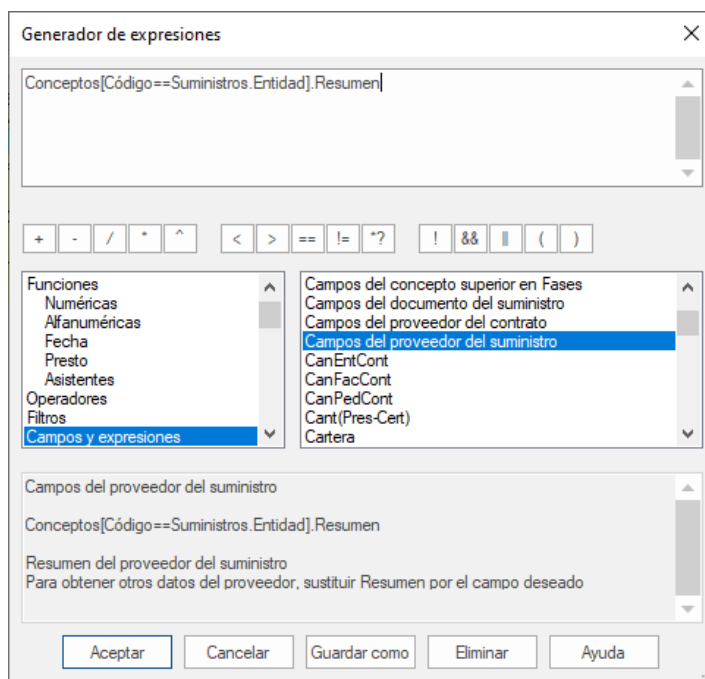 Generador de expresiones
Conceptos[Código==Suministros.Entidad].Resumen
+ - / * ^ < > == != *? ! && || ( )
Funciones
Numéricas
Alfanuméricas
Fecha
Presto
Asistentes
Operadores
Filtros
Campos y expresiones
Campos del concepto superior en Fases
Campos del documento del suministro
Campos del proveedor del contrato
Campos del proveedor del suministro
CanEntCont
CanFacCont
CanPedCont
Cant(Pres-Cert)
Cartera
Campos del proveedor del suministro
Conceptos[Código==Suministros.Entidad].Resumen
Resumen del proveedor del suministro
Para obtener otros datos del proveedor, sustituir Resumen por el campo deseado
Aceptar Cancelar Guardar como Eliminar Ayuda